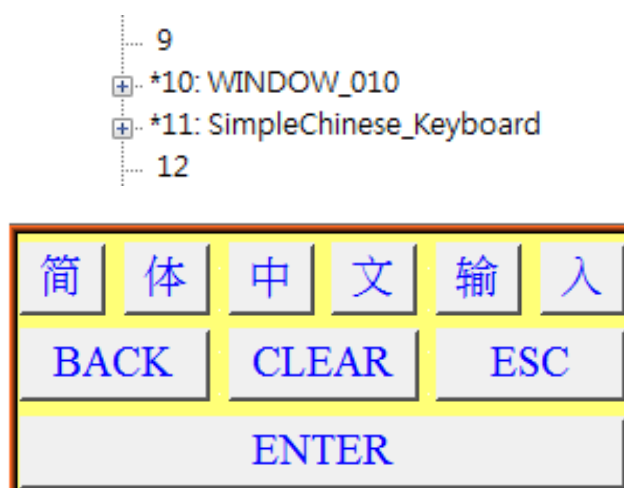 9
*10: WINDOW_010
*11: SimpleChinese_Keyboard
12
简 体 中 文 输 入
BACK CLEAR ESC
ENTER